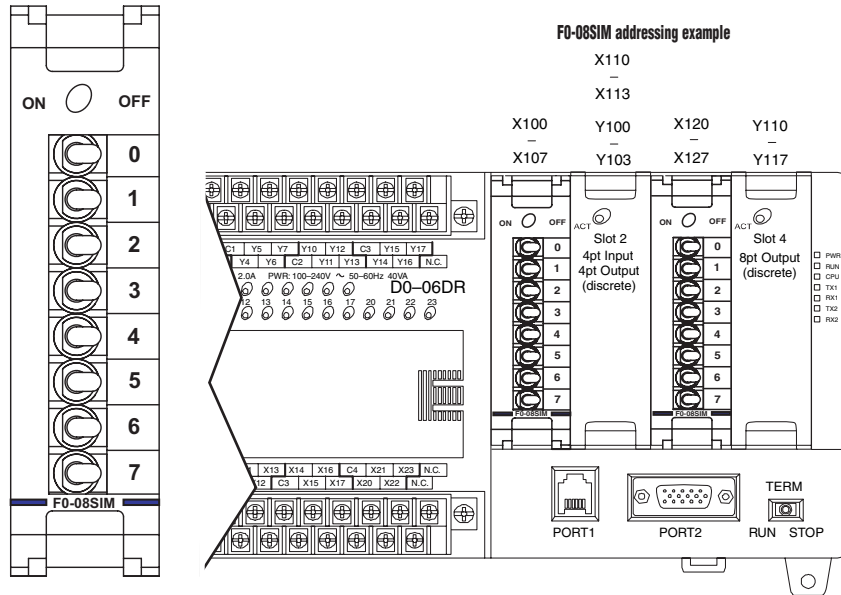 ON OFF
0
1
2
3
4
5
6
7
F0-08SIM
F0-08SIM addressing example
X110
–
X113
X100
–
X107
Y100
–
Y103
X120
–
X127
Y110
–
Y117
C1 Y5 Y7 Y10 Y12 C3 Y15 Y17
Y4 Y6 C2 Y11 Y13 Y14 Y16 N.C.
2.0A PWR: 100–240V ~ 50–60Hz 40VA
D0–06DR
12 13 14 15 16 17 20 21 22 23
X13 X14 X16 C4 X21 X23 N.C.
C3 X15 X17 X20 X22 N.C.
ON OFF
0
1
2
3
4
5
6
7
F0-08SIM
ACT
Slot 2
4pt Input
4pt Output
(discrete)
ON OFF
0
1
2
3
4
5
6
7
F0-08SIM
ACT
Slot 4
8pt Output
(discrete)
PWR
RUN
CPU
TX1
RX1
TX2
RX2
PORT1
PORT2
TERM
RUN STOP